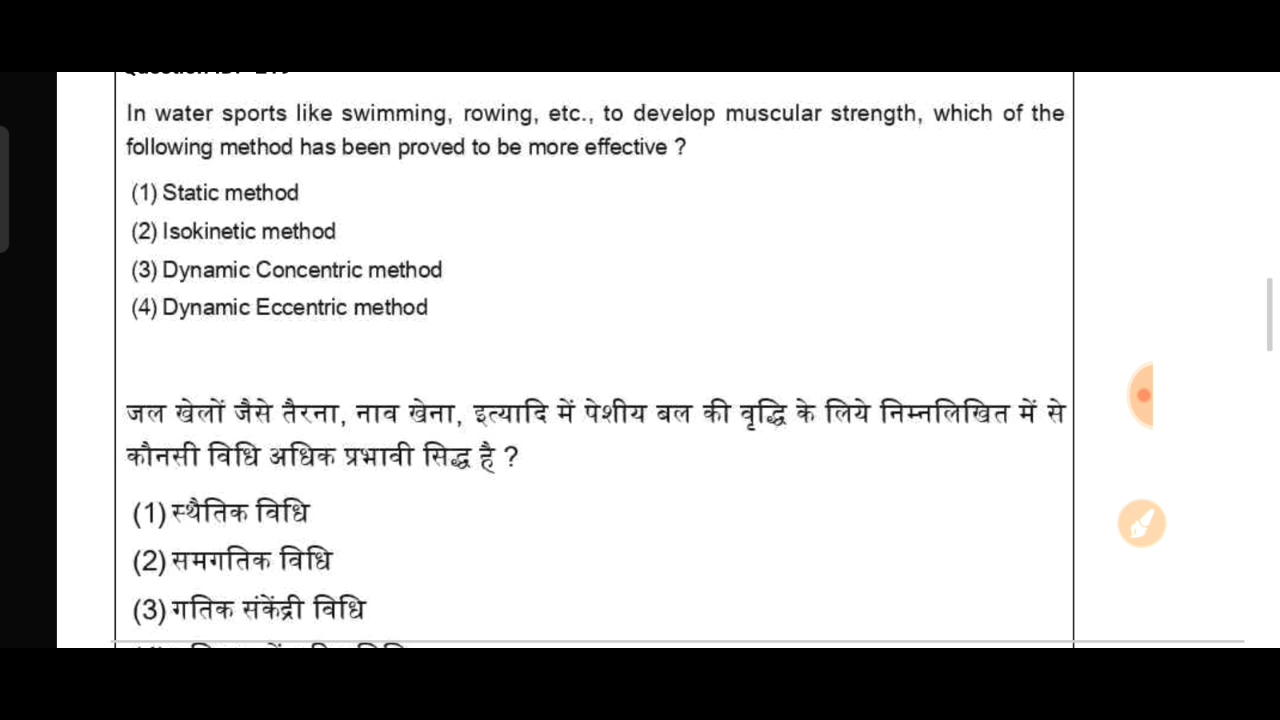 In water sports like swimming, rowing, etc., to develop muscular strength, which of the
following method has been proved to be more effective ?
(1) Static method
(2) Isokinetic method
(3) Dynamic Concentric method
(4) Dynamic Eccentric method
जल खेलों जैसे तैरना, नाव खेना, इत्यादि में पेशीय बल की वृद्धि के लिये निम्नलिखित में से
कौनसी विधि अधिक प्रभावी सिद्ध है ?
(1) स्थैतिक विधि
(2) समगतिक विधि
(3) गतिक संकेंद्री विधि